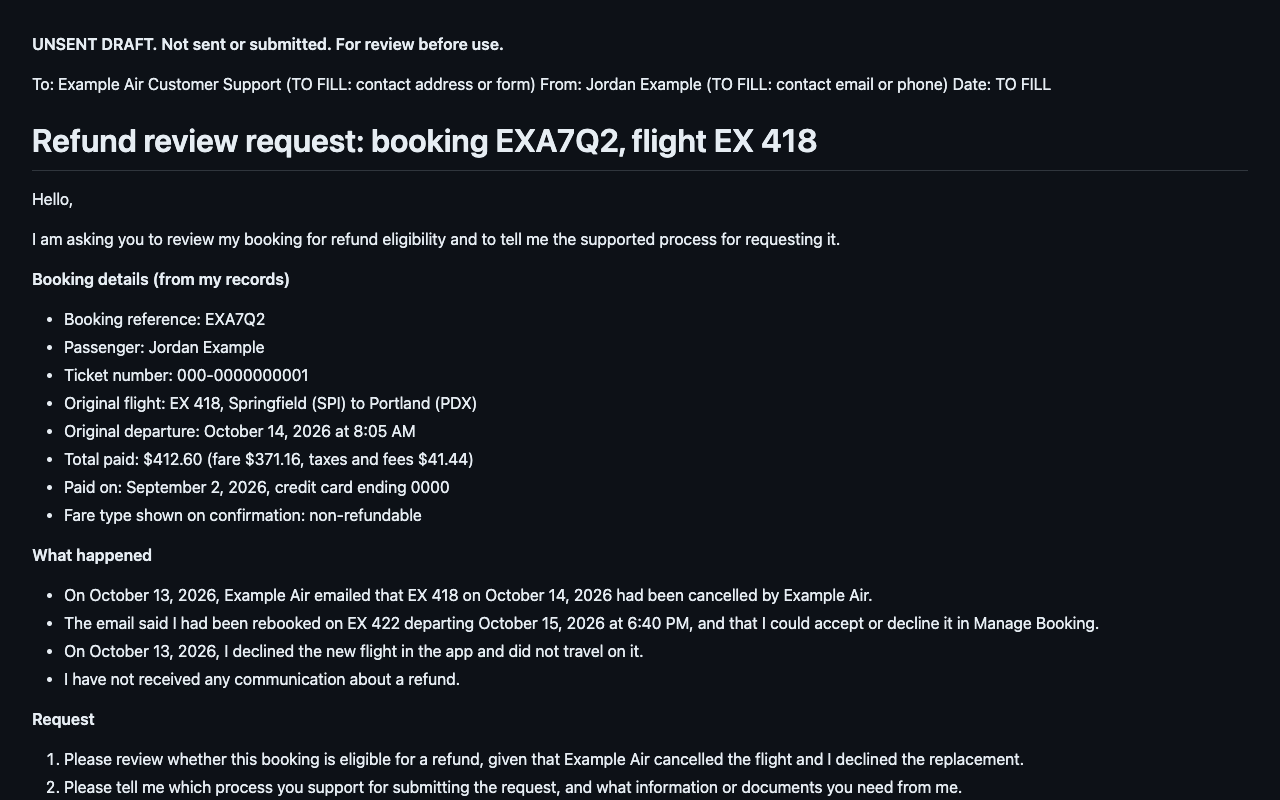 UNSENT DRAFT. Not sent or submitted. For review before use.
To: Example Air Customer Support (TO FILL: contact address or form) From: Jordan Example (TO FILL: contact email or phone) Date: TO FILL
Refund review request: booking EXA7Q2, flight EX 418
Hello,
I am asking you to review my booking for refund eligibility and to tell me the supported process for requesting it.
Booking details (from my records)
• Booking reference: EXA7Q2
• Passenger: Jordan Example
• Ticket number: 000-0000000001
• Original flight: EX 418, Springfield (SPI) to Portland (PDX)
• Original departure: October 14, 2026 at 8:05 AM
• Total paid: $412.60 (fare $371.16, taxes and fees $41.44)
• Paid on: September 2, 2026, credit card ending 0000
• Fare type shown on confirmation: non-refundable
What happened
• On October 13, 2026, Example Air emailed that EX 418 on October 14, 2026 had been cancelled by Example Air.
• The email said I had been rebooked on EX 422 departing October 15, 2026 at 6:40 PM, and that I could accept or decline it in Manage Booking.
• On October 13, 2026, I declined the new flight in the app and did not travel on it.
• I have not received any communication about a refund.
Request
1. Please review whether this booking is eligible for a refund, given that Example Air cancelled the flight and I declined the replacement.
2. Please tell me which process you support for submitting the request, and what information or documents you need from me.